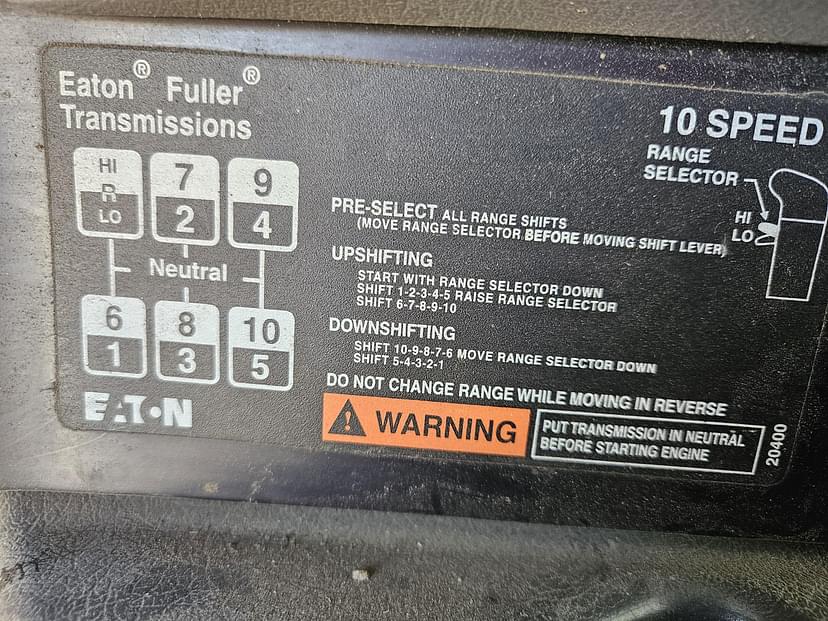 Eaton® Fuller®
Transmissions
10 SPEED
RANGE
SELECTOR
HI
LO
HI
R
LO
7
2
9
4
Neutral
6
1
8
3
10
5
EATON
PRE-SELECT ALL RANGE SHIFTS
(MOVE RANGE SELECTOR BEFORE MOVING SHIFT LEVER)
UPSHIFTING
START WITH RANGE SELECTOR DOWN
SHIFT 1-2-3-4-5 RAISE RANGE SELECTOR
SHIFT 6-7-8-9-10
DOWNSHIFTING
SHIFT 10-9-8-7-6 MOVE RANGE SELECTOR DOWN
SHIFT 5-4-3-2-1
DO NOT CHANGE RANGE WHILE MOVING IN REVERSE
WARNING
PUT TRANSMISSION IN NEUTRAL
BEFORE STARTING ENGINE
20400